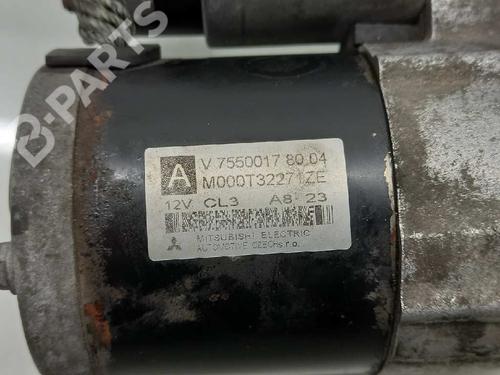 B-PARTS
A
V 7550017 80 04
M000T32271ZE
12V CL3 A8 23
MITSUBISHI ELECTRIC
AUTOMOTIVE CZECH s.r.o.